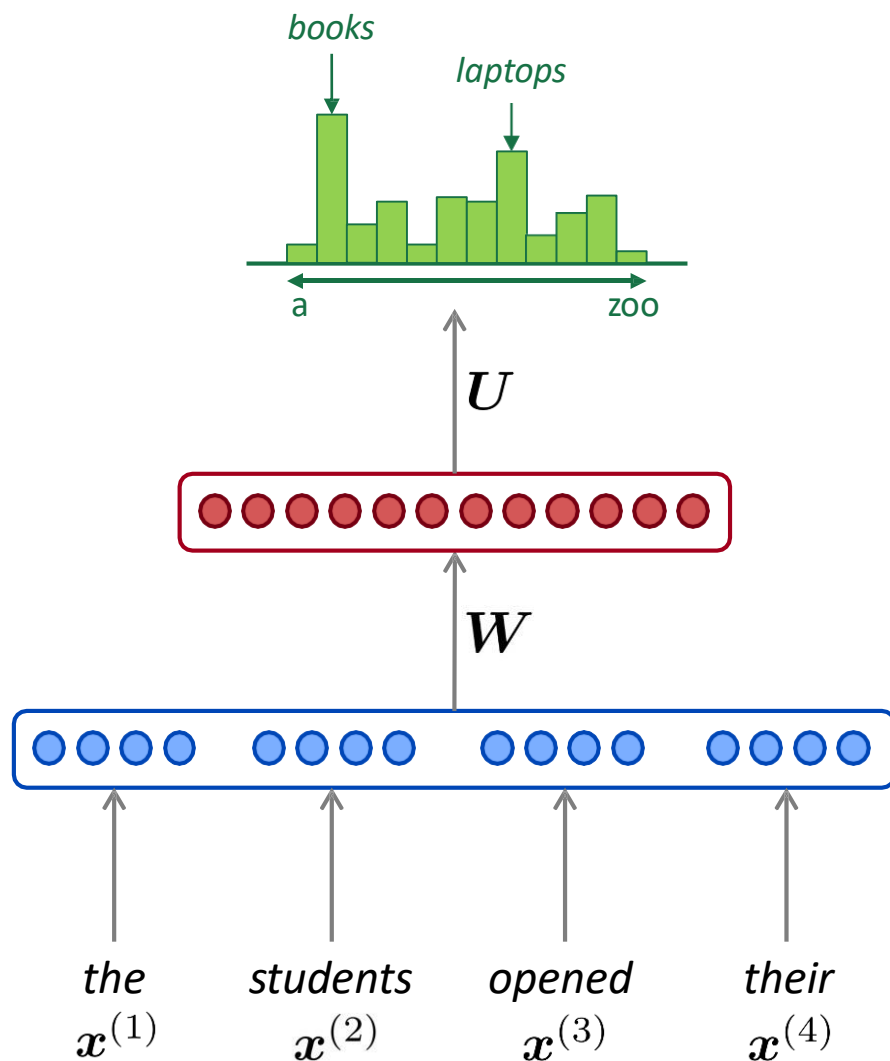 books
laptops
a zoo
U
W
the students opened their
x^{(1)} x^{(2)} x^{(3)} x^{(4)}